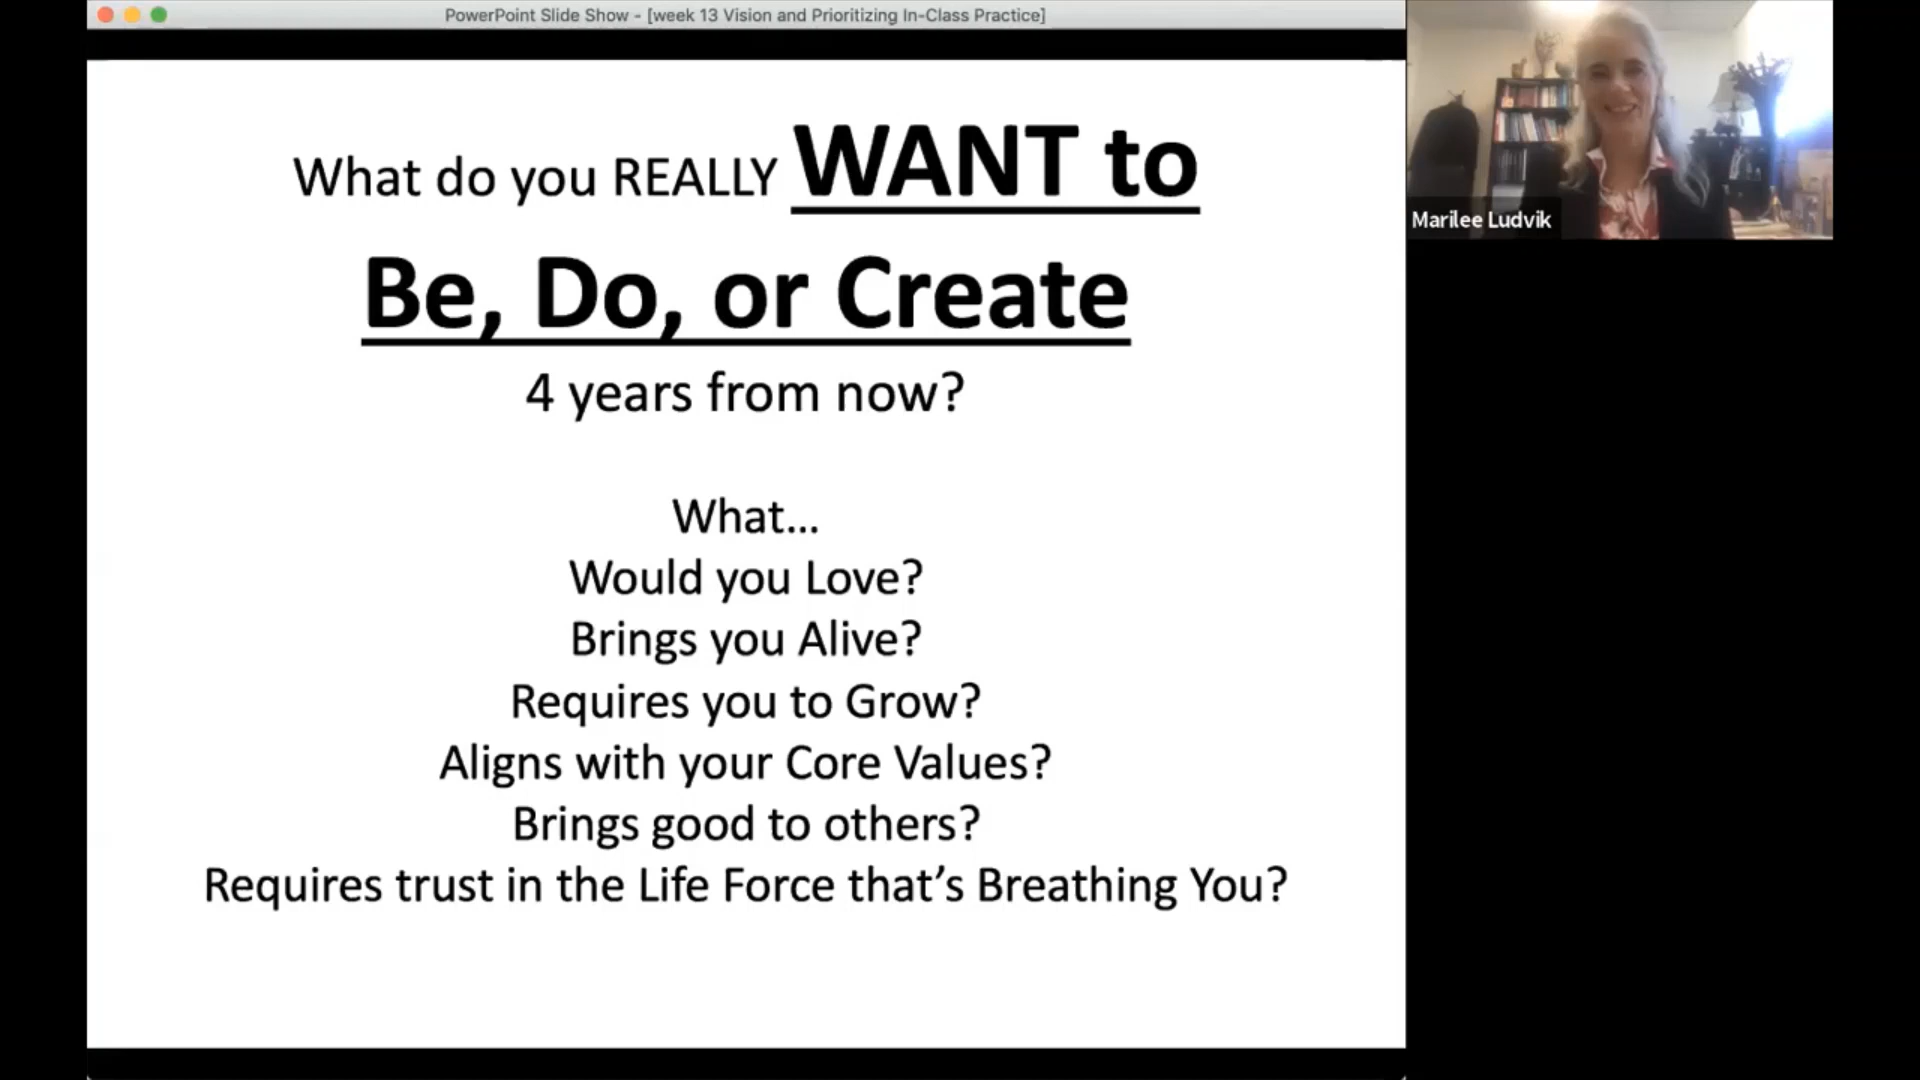 PowerPoint Slide Show - [week 13 Vision and Prioritizing In-Class Practice]
What do you REALLY WANT to
Be, Do, or Create
4 years from now?
What...
Would you Love?
Brings you Alive?
Requires you to Grow?
Aligns with your Core Values?
Brings good to others?
Requires trust in the Life Force that’s Breathing You?
Marilee Ludvik